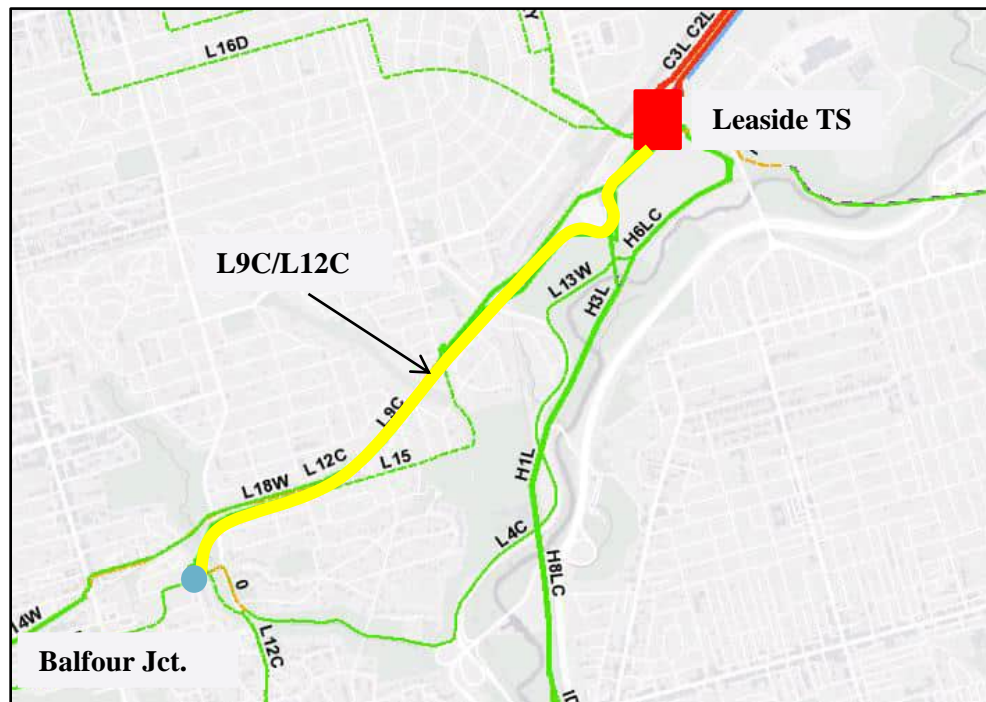 L16D
C3L C2L
Leaside TS
H6LC
L9C/L12C
L13W
H3L
L9C
L12C
L15
L18W
H1L
L4C
H8LC
0
14W
L12C
Balfour Jct.